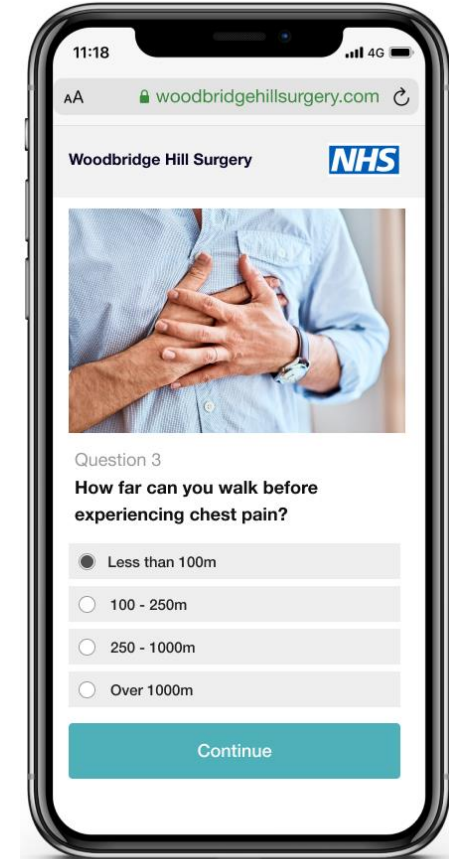 11:18
4G
AA woodbridgehillsurgery.com
Woodbridge Hill Surgery NHS
Question 3
How far can you walk before
experiencing chest pain?
Less than 100m
100 - 250m
250 - 1000m
Over 1000m
Continue